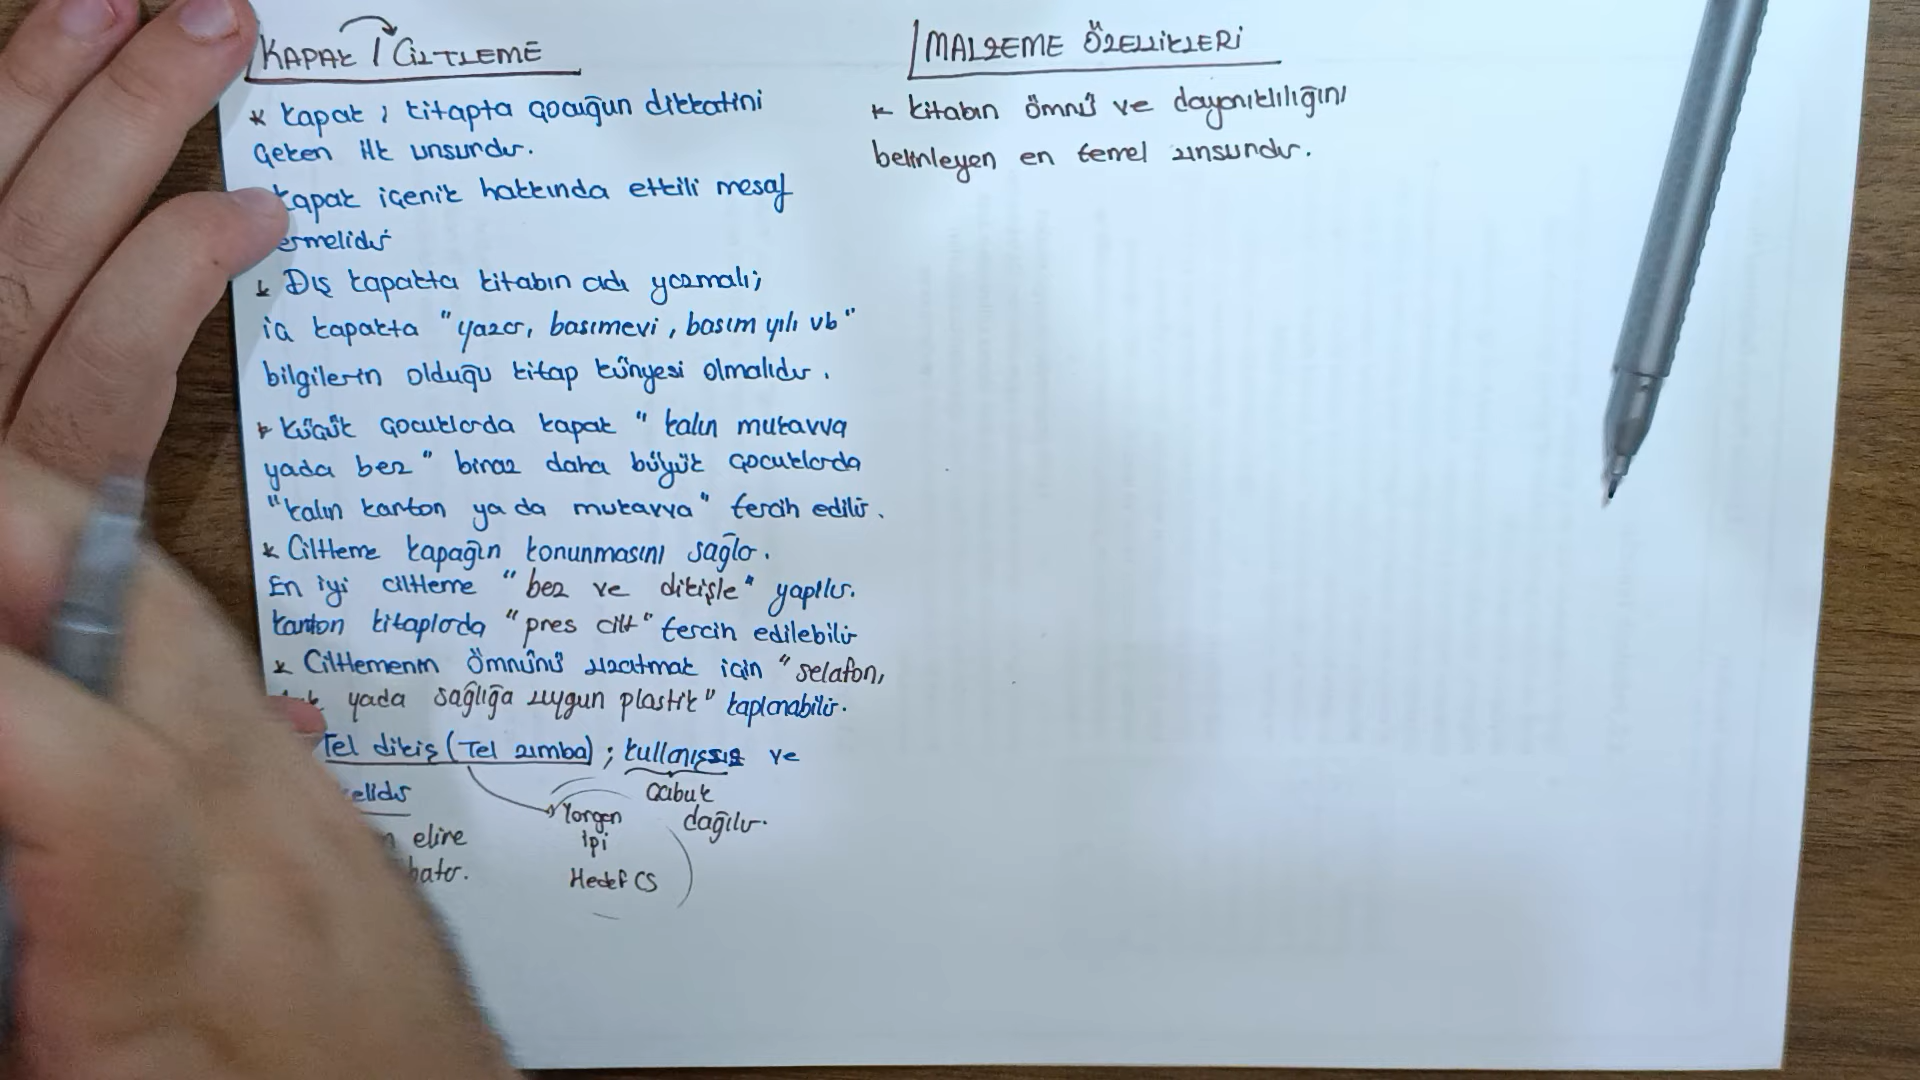 KAPAK / CİLTLEME
* Kapak, kitapta çocuğun dikkatini
çeken ilk unsurdur.
kapak içerik hakkında etkili mesaj
ermelidir
* Dış kapakta kitabın adı yazmalı;
iç kapakta "yazar, basımevi, basım yılı vb"
bilgilerin olduğu kitap künyesi olmalıdır.
* Küçük çocuklarda kapak "kalın mukavva
yada bez" biraz daha büyük çocuklarda
"kalın karton ya da mukavva" tercih edilir.
* Ciltleme kapağın korunmasını sağlar.
En iyi ciltleme "bez ve dikişle" yapılır.
karton kitaplarda "pres cilt" tercih edilebilir
* Ciltlemenin ömrünü uzatmak için "selafon,
yada sağlığa uygun plastik" kaplanabilir.
Tel dikiş (Tel zımba); kullanışsız ve
elidir
eline
batar.
Yorgan
ipi
Hedef CS
Çabuk
dağılır.
MALZEME ÖZELLİKLERİ
* Kitabın ömrü ve dayanıklılığını
belirleyen en temel unsurdur.